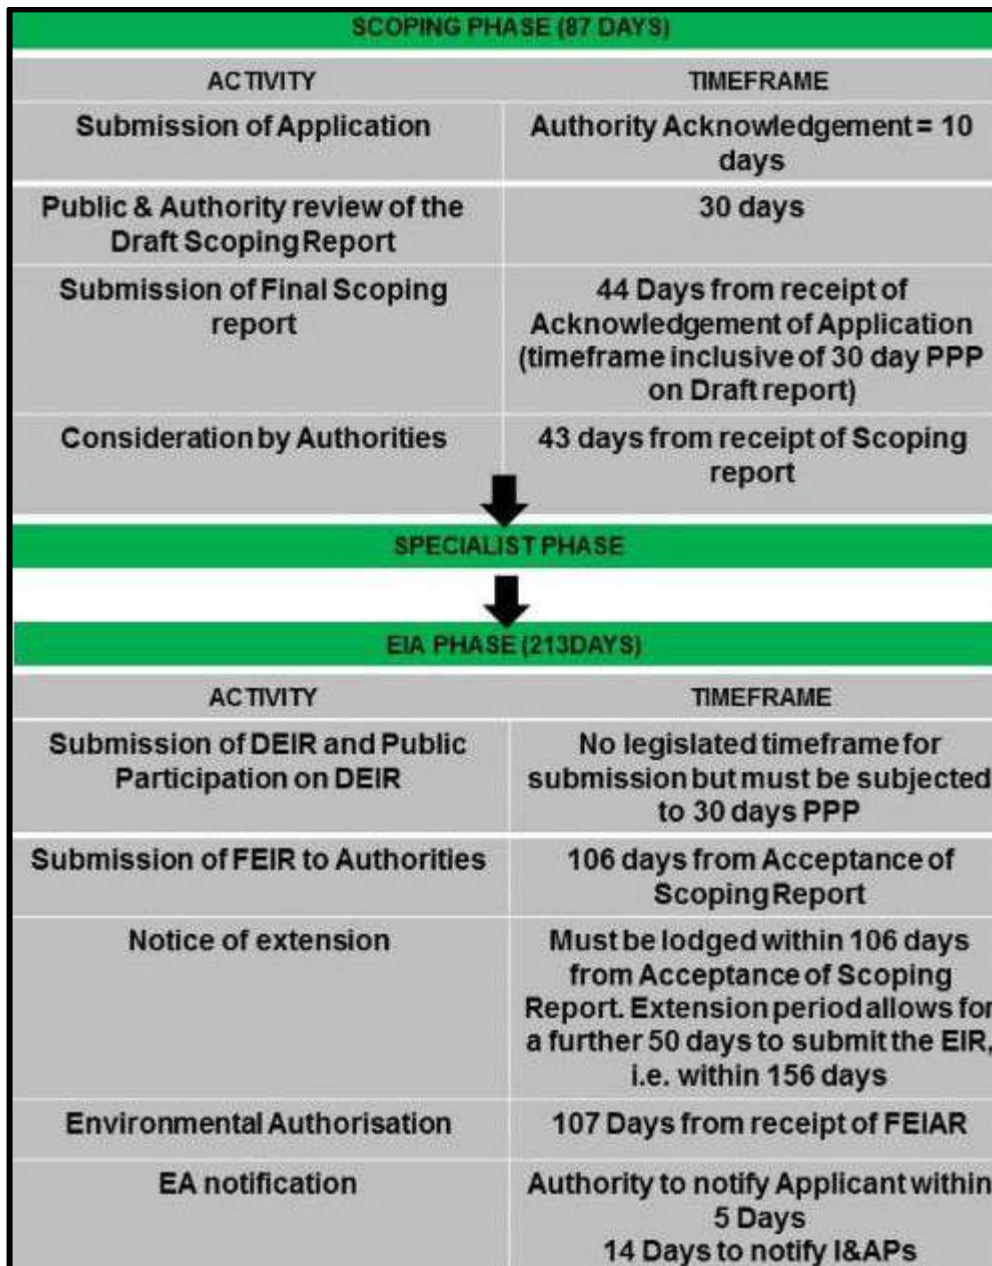 SCOPING PHASE (87 DAYS)
ACTIVITY TIMEFRAME
Submission of Application
Authority Acknowledgement = 10
days
Public & Authority review of the
Draft Scoping Report
30 days
Submission of Final Scoping
report
44 Days from receipt of
Acknowledgement of Application
(timeframe inclusive of 30 day PPP
on Draft report)
Consideration by Authorities
43 days from receipt of Scoping
report
SPECIALIST PHASE
EIA PHASE (213DAYS)
ACTIVITY TIMEFRAME
Submission of DEIR and Public
Participation on DEIR
No legislated timeframe for
submission but must be subjected
to 30 days PPP
Submission of FEIR to Authorities
106 days from Acceptance of
Scoping Report
Notice of extension
Must be lodged within 106 days
from Acceptance of Scoping
Report. Extension period allows for
a further 50 days to submit the EIR,
i.e. within 156 days
Environmental Authorisation
107 Days from receipt of FEIAR
EA notification
Authority to notify Applicant within
5 Days
14 Days to notify I&APs